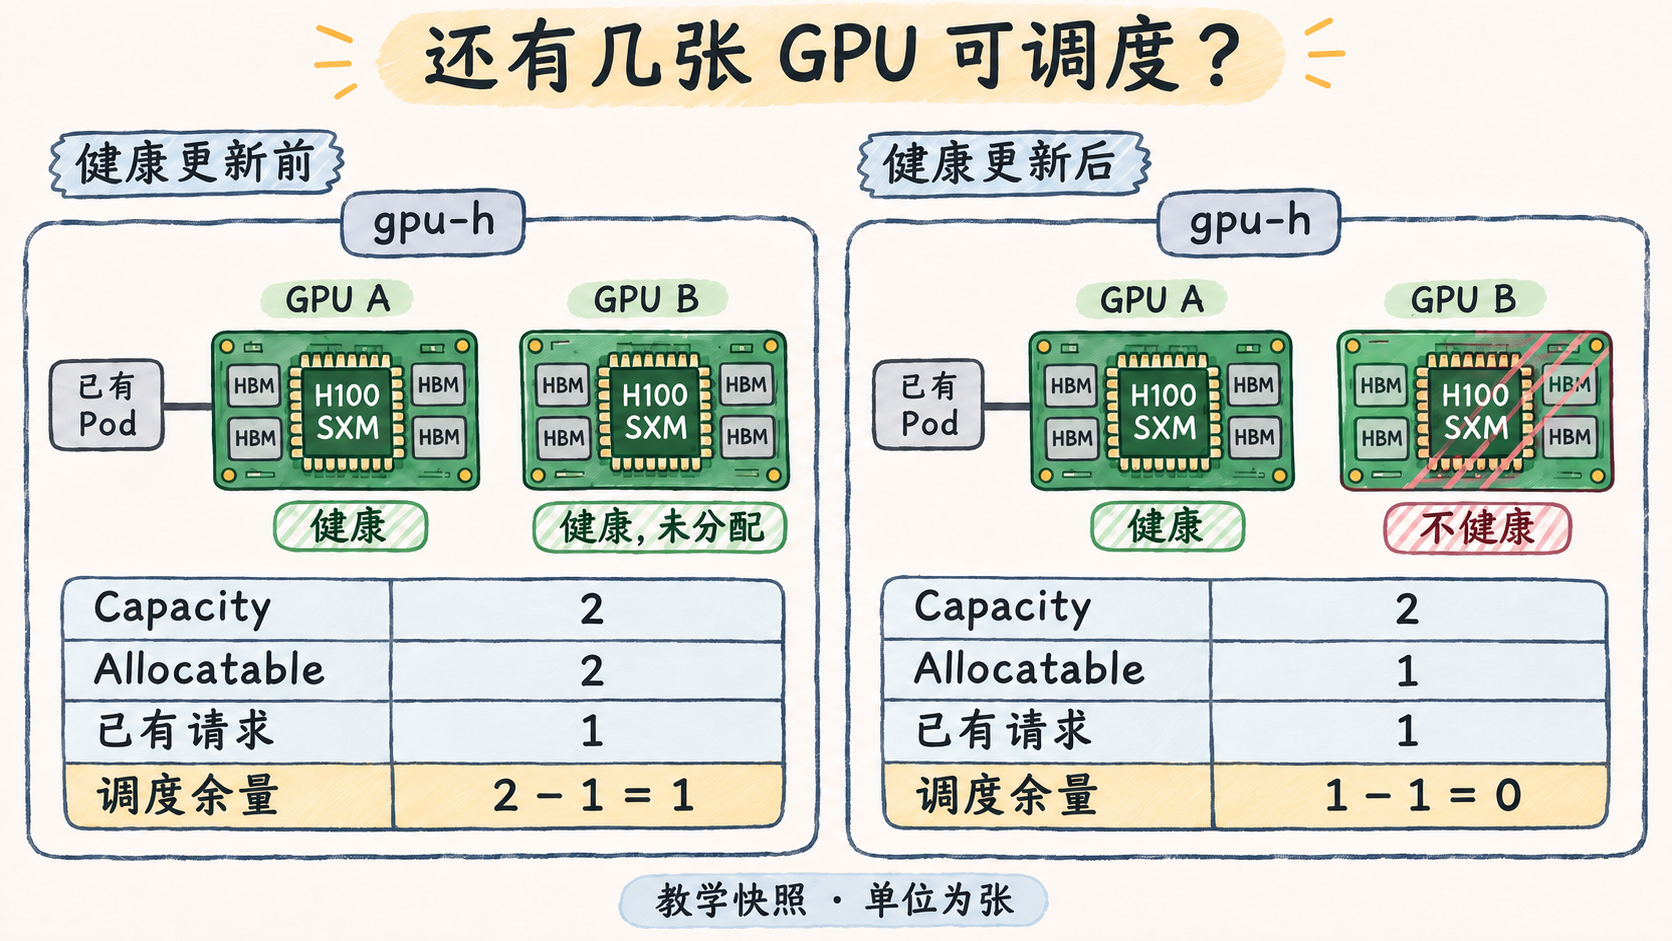 还有几张 GPU 可调度？
健康更新前
gpu-h
GPU A
GPU B
已有
Pod
HBM
HBM
H100
SXM
HBM
HBM
HBM
HBM
H100
SXM
HBM
HBM
健康
健康, 未分配
Capacity 2
Allocatable 2
已有请求 1
调度余量 2 − 1 = 1
健康更新后
gpu-h
GPU A
GPU B
已有
Pod
HBM
HBM
H100
SXM
HBM
HBM
HBM
HBM
H100
SXM
HBM
HBM
健康
不健康
Capacity 2
Allocatable 1
已有请求 1
调度余量 1 − 1 = 0
教学快照 · 单位为张